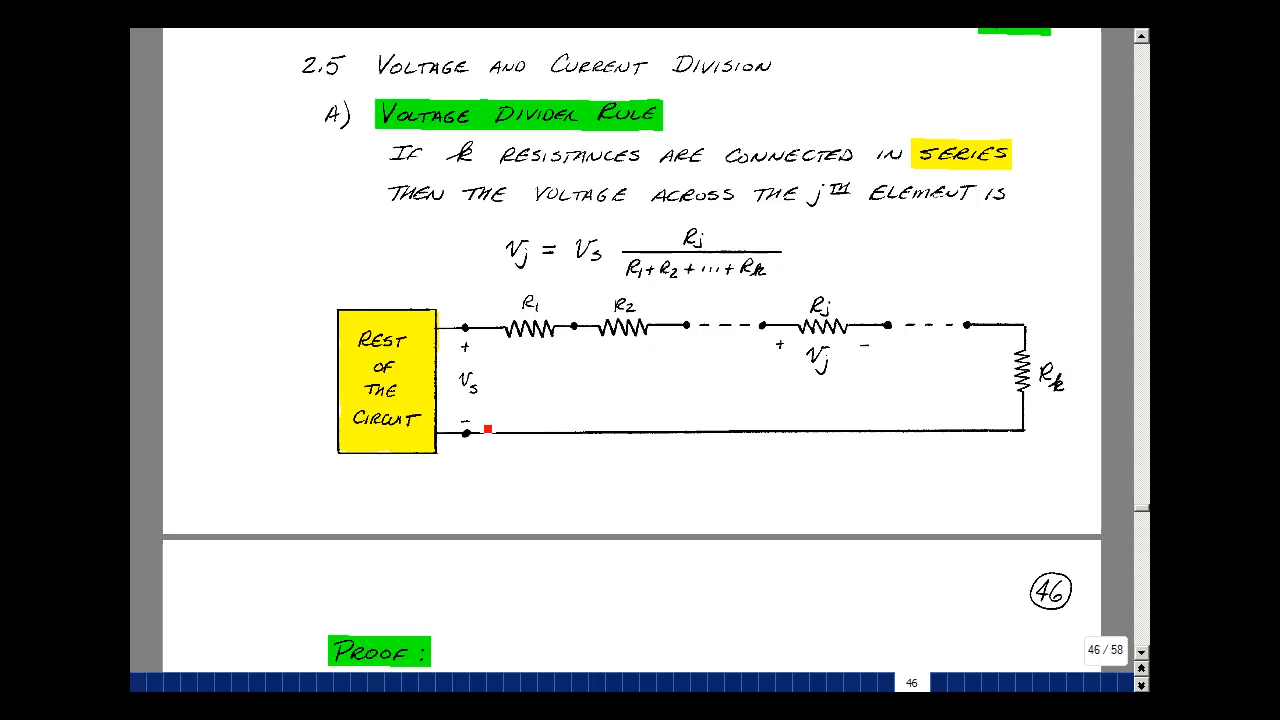 2.5 VOLTAGE AND CURRENT DIVISION
A) VOLTAGE DIVIDER RULE
IF k RESISTANCES ARE CONNECTED IN SERIES
THEN THE VOLTAGE ACROSS THE jTH ELEMENT IS
Vj = Vs Rj / R1 + R2 + ... + Rk
R1 R2 Rj
REST OF THE CIRCUIT
+ Vs -
+ Vj -
Rk
46
PROOF:
46 / 58
46